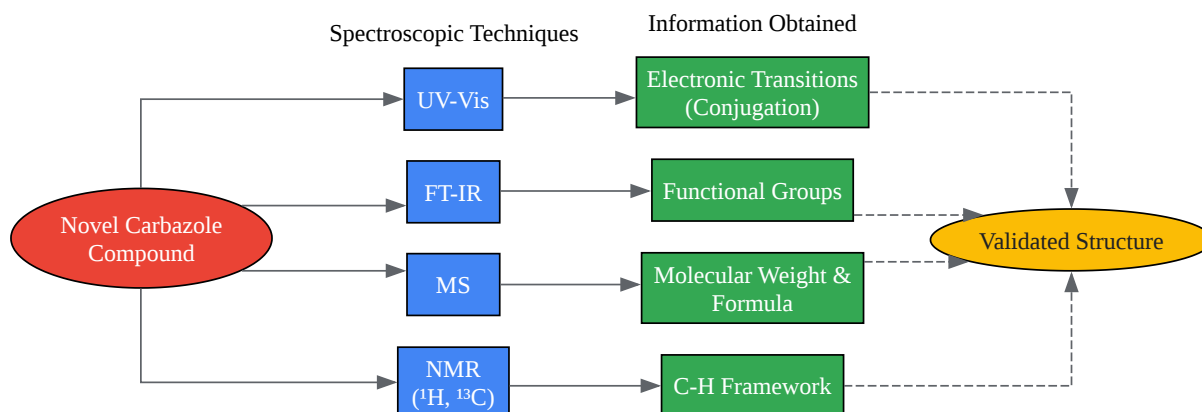 Spectroscopic Techniques
Information Obtained
UV-Vis
Electronic Transitions
(Conjugation)
FT-IR
Functional Groups
Novel Carbazole
Compound
Validated Structure
MS
Molecular Weight &
Formula
NMR
(¹H, ¹³C)
C-H Framework